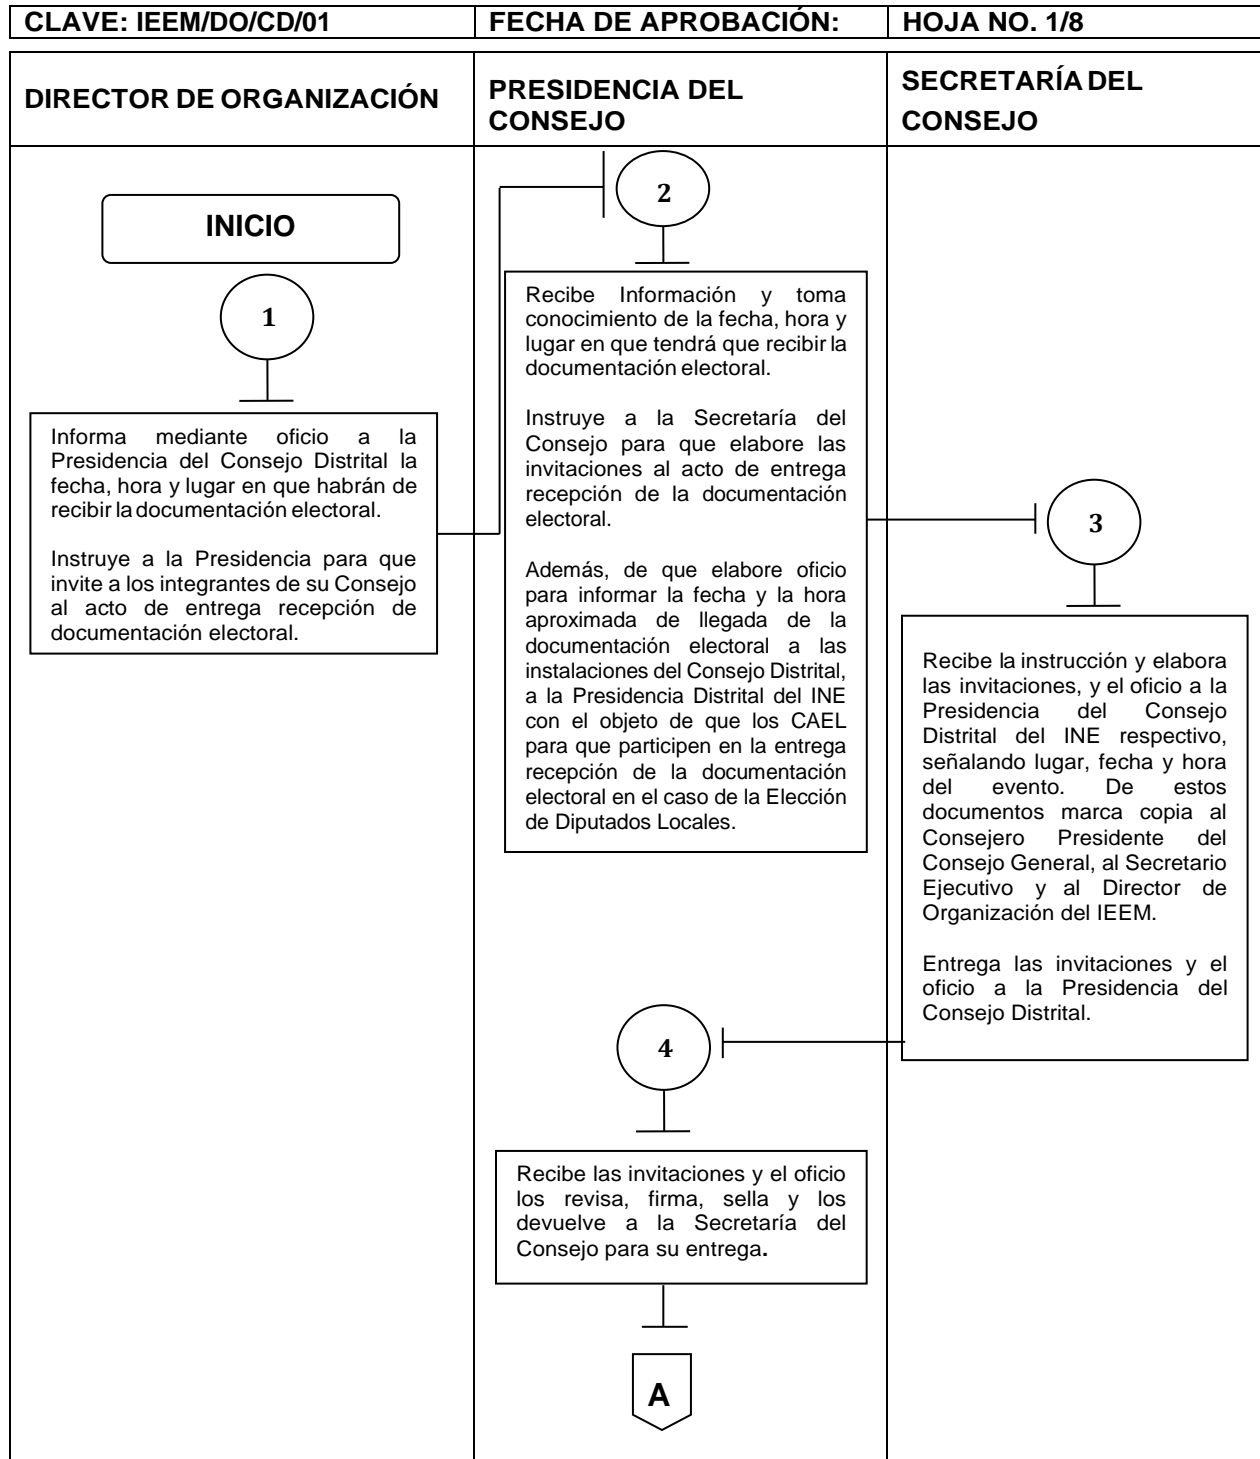 CLAVE: IEEM/DO/CD/01 FECHA DE APROBACIÓN: HOJA NO. 1/8
DIRECTOR DE ORGANIZACIÓN
PRESIDENCIA DEL
CONSEJO
SECRETARÍA DEL
CONSEJO
INICIO
1
Informa mediante oficio a la
Presidencia del Consejo Distrital la
fecha, hora y lugar en que habrán de
recibir la documentación electoral.
Instruye a la Presidencia para que
invite a los integrantes de su Consejo
al acto de entrega recepción de
documentación electoral.
2
Recibe Información y toma
conocimiento de la fecha, hora y
lugar en que tendrá que recibir la
documentación electoral.
Instruye a la Secretaría del
Consejo para que elabore las
invitaciones al acto de entrega
recepción de la documentación
electoral.
Además, de que elabore oficio
para informar la fecha y la hora
aproximada de llegada de la
documentación electoral a las
instalaciones del Consejo Distrital,
a la Presidencia Distrital del INE
con el objeto de que los CAEL
para que participen en la entrega
recepción de la documentación
electoral en el caso de la Elección
de Diputados Locales.
3
Recibe la instrucción y elabora
las invitaciones, y el oficio a la
Presidencia del Consejo
Distrital del INE respectivo,
señalando lugar, fecha y hora
del evento. De estos
documentos marca copia al
Consejero Presidente del
Consejo General, al Secretario
Ejecutivo y al Director de
Organización del IEEM.
Entrega las invitaciones y el
oficio a la Presidencia del
Consejo Distrital.
4
Recibe las invitaciones y el oficio
los revisa, firma, sella y los
devuelve a la Secretaría del
Consejo para su entrega.
A